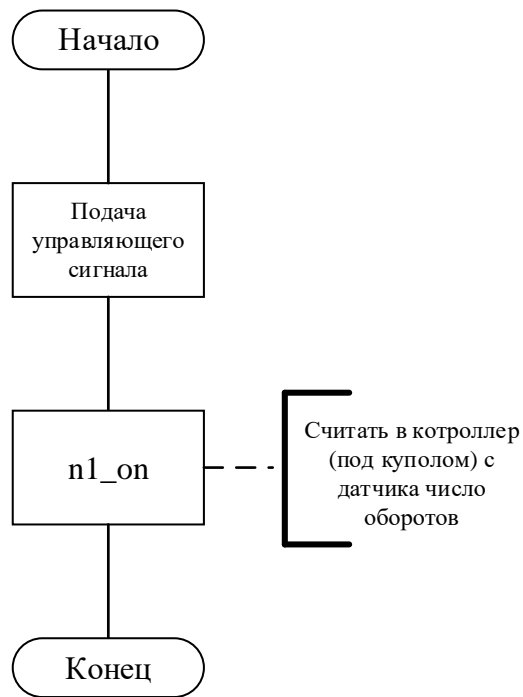 Начало
Подача
управляющего
сигнала
n1_on
Считать в котроллер
(под куполом) с
датчика число
оборотов
Конец